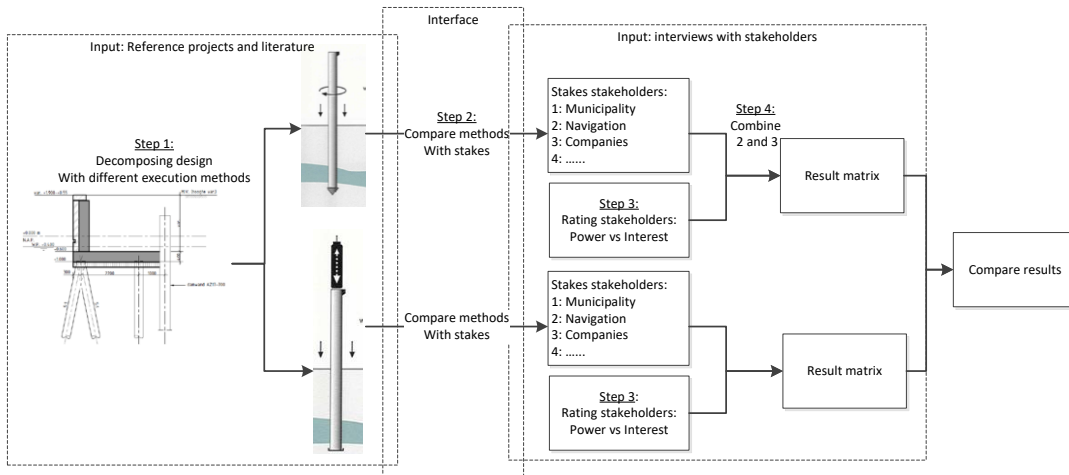 Interface
Input: Reference projects and literature
Input: interviews with stakeholders
Step 1:
Decomposing design
With different execution methods
Step 2:
Compare methods
With stakes
Stakes stakeholders:
1: Municipality
2: Navigation
3: Companies
4: ......
Step 3:
Rating stakeholders:
Power vs Interest
Step 4:
Combine
2 and 3
Result matrix
Compare methods
With stakes
Stakes stakeholders:
1: Municipality
2: Navigation
3: Companies
4: ......
Step 3:
Rating stakeholders:
Power vs Interest
Result matrix
Compare results